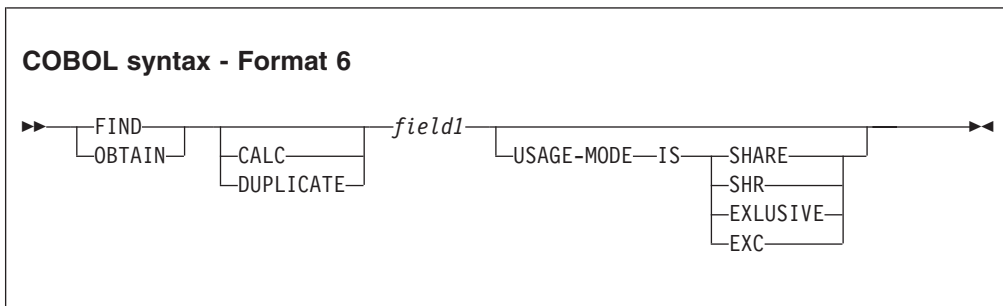 COBOL syntax - Format 6
FIND field1
OBTAIN CALC USAGE-MODE IS SHARE
DUPLICATE SHR
EXLUSIVE
EXC